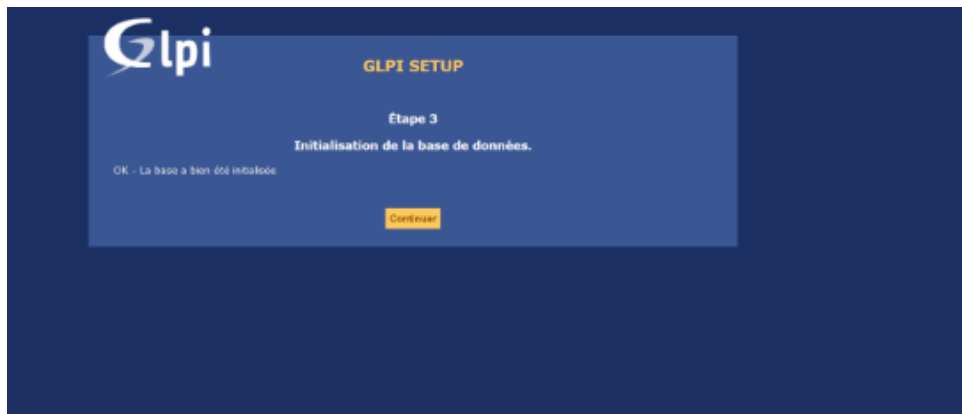 Glpi
GLPI SETUP
Étape 3
Initialisation de la base de données.
OK - La base a bien été initialisée
Continuer